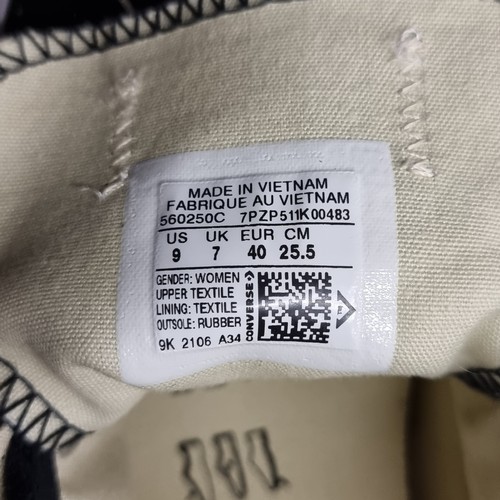 MADE IN VIETNAM
FABRIQUE AU VIETNAM
560250C 7PZP511K00483
US UK EUR CM
9 7 40 25.5
GENDER: WOMEN
UPPER TEXTILE
LINING: TEXTILE
OUTSOLE: RUBBER
9K 2106 A34
CONVERSE